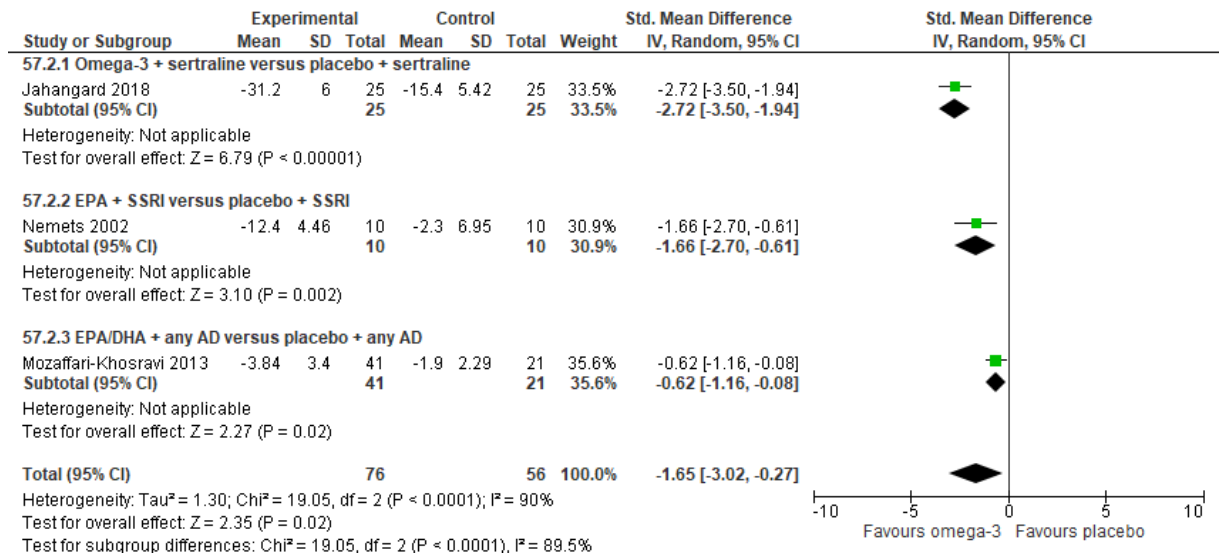 Experimental Control Std. Mean Difference Std. Mean Difference
Study or Subgroup Mean SD Total Mean SD Total Weight IV, Random, 95% CI IV, Random, 95% CI
57.2.1 Omega-3 + sertraline versus placebo + sertraline
Jahangard 2018 -31.2 6 25 -15.4 5.42 25 33.5% -2.72 [-3.50, -1.94]
Subtotal (95% CI) 25 25 33.5% -2.72 [-3.50, -1.94]
Heterogeneity: Not applicable
Test for overall effect: Z = 6.79 (P < 0.00001)
57.2.2 EPA + SSRI versus placebo + SSRI
Nemets 2002 -12.4 4.46 10 -2.3 6.95 10 30.9% -1.66 [-2.70, -0.61]
Subtotal (95% CI) 10 10 30.9% -1.66 [-2.70, -0.61]
Heterogeneity: Not applicable
Test for overall effect: Z = 3.10 (P = 0.002)
57.2.3 EPA/DHA + any AD versus placebo + any AD
Mozaffari-Khosravi 2013 -3.84 3.4 41 -1.9 2.29 21 35.6% -0.62 [-1.16, -0.08]
Subtotal (95% CI) 41 21 35.6% -0.62 [-1.16, -0.08]
Heterogeneity: Not applicable
Test for overall effect: Z = 2.27 (P = 0.02)
Total (95% CI) 76 56 100.0% -1.65 [-3.02, -0.27]
Heterogeneity: Tau² = 1.30; Chi² = 19.05, df = 2 (P < 0.0001); I² = 90%
Test for overall effect: Z = 2.35 (P = 0.02)
Test for subgroup differences: Chi² = 19.05, df = 2 (P < 0.0001), I² = 89.5%
-10 -5 0 5 10
Favours omega-3 Favours placebo